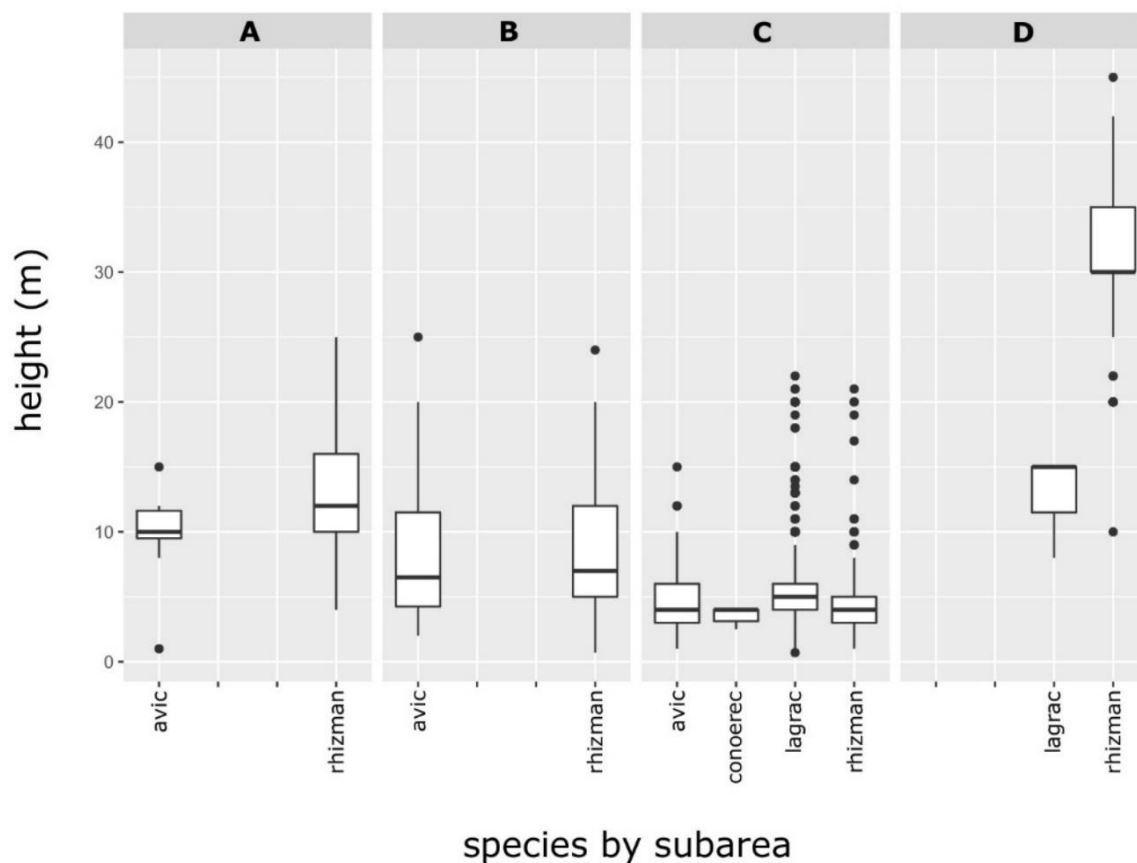 A B C D
height (m)
40
30
20
10
0
avic rhizman avic rhizman avic conoerec lagrac rhizman lagrac rhizman
species by subarea